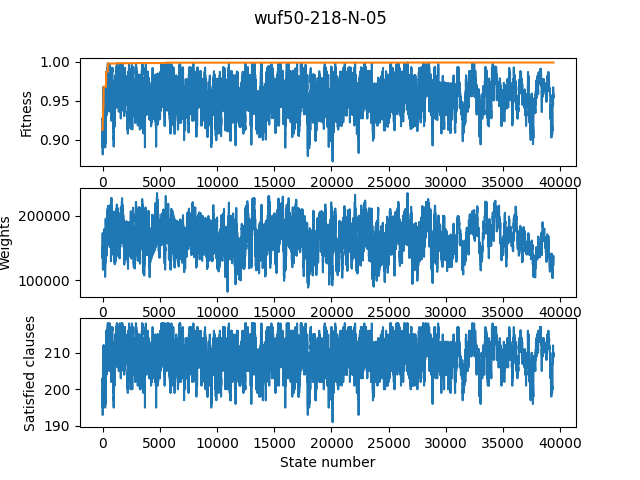 wuf50-218-N-05
1.00
0.95
0.90
Fitness
0 5000 10000 15000 20000 25000 30000 35000 40000
200000
100000
Weights
0 5000 10000 15000 20000 25000 30000 35000 40000
210
200
190
Satisfied clauses
0 5000 10000 15000 20000 25000 30000 35000 40000
State number